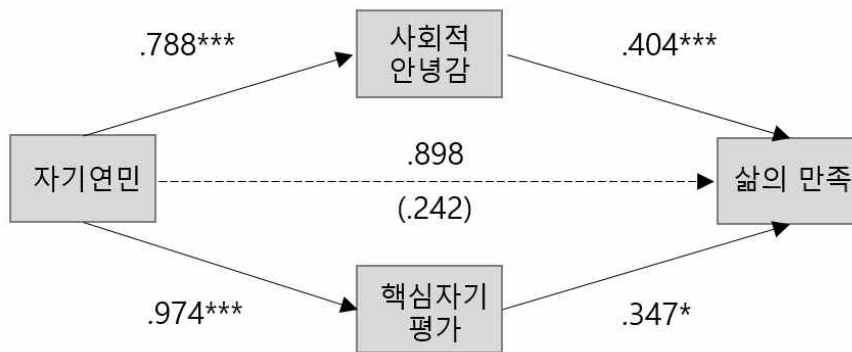 .788***
사회적
안녕감
.404***
자기연민
.898
(.242)
삶의 만족
.974***
핵심자기
평가
.347*